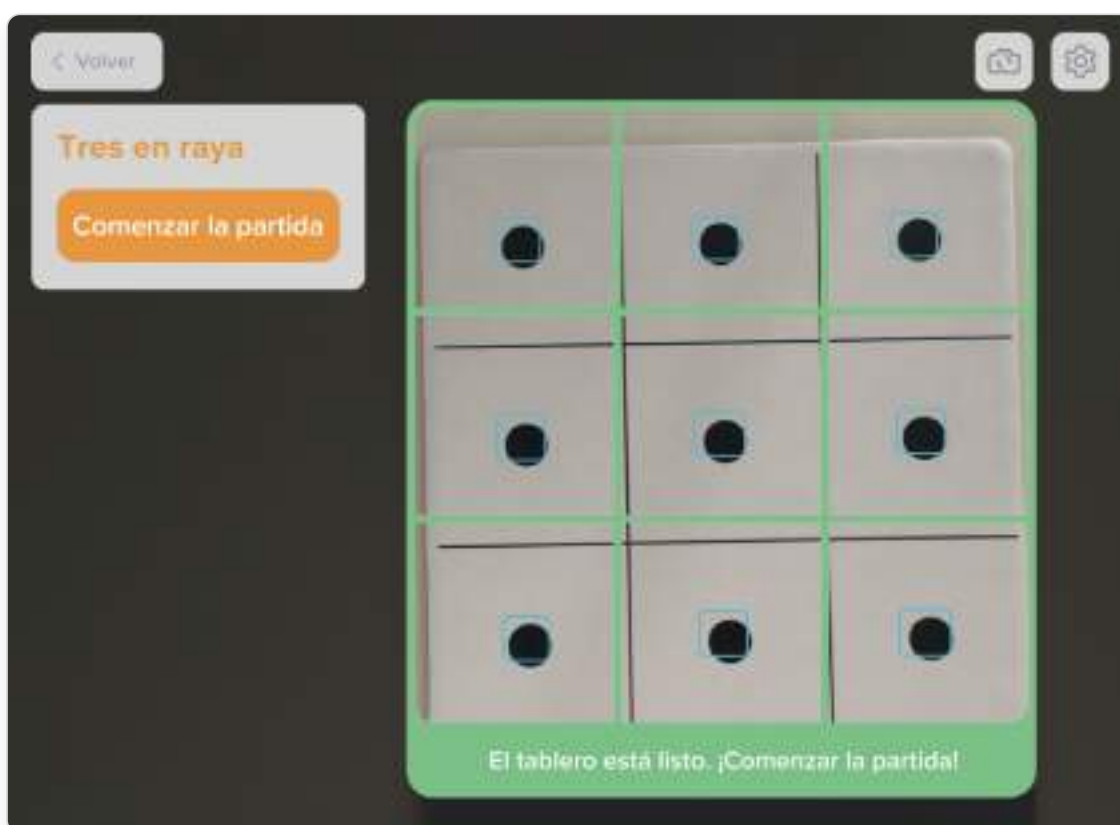 Volver
Tres en raya
Comenzar la partida
El tablero está listo. ¡Comenzar la partida!